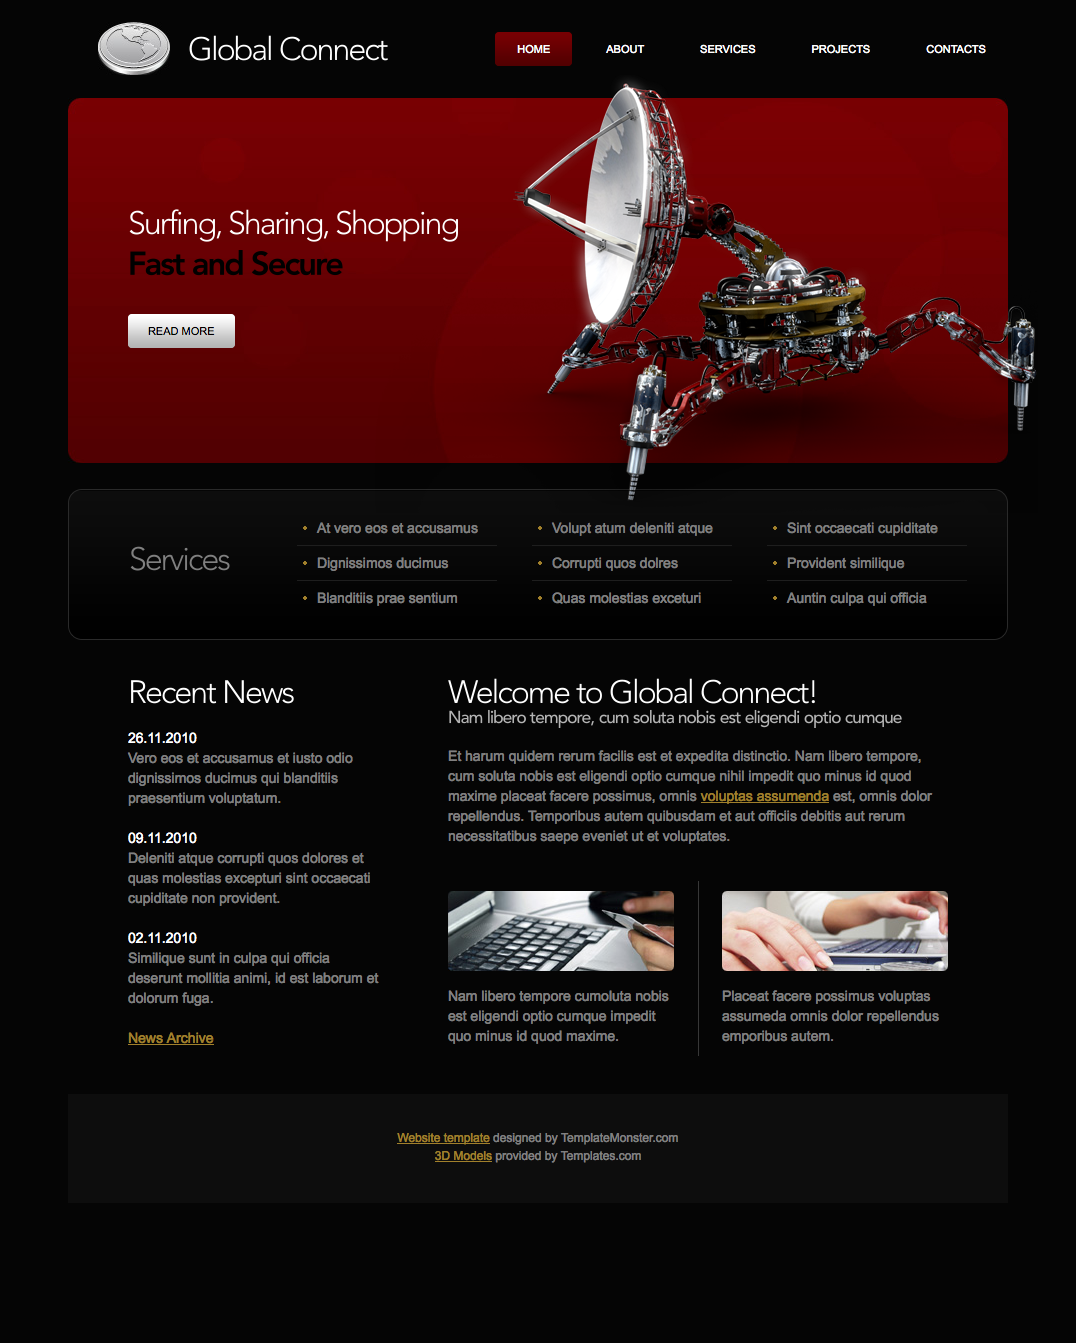 Global Connect
HOME ABOUT SERVICES PROJECTS CONTACTS
Surfing, Sharing, Shopping
Fast and Secure
READ MORE
Services
At vero eos et accusamus
Dignissimos ducimus
Blanditiis prae sentium
Volupt atum deleniti atque
Corrupti quos dolres
Quas molestias exceturi
Sint occaecati cupiditate
Provident similique
Auntin culpa qui officia
Recent News
26.11.2010
Vero eos et accusamus et iusto odio
dignissimos ducimus qui blanditiis
praesentium voluptatum.
09.11.2010
Deleniti atque corrupti quos dolores et
quas molestias excepturi sint occaecati
cupiditate non provident.
02.11.2010
Similique sunt in culpa qui officia
deserunt mollitia animi, id est laborum et
dolorum fuga.
News Archive
Welcome to Global Connect!
Nam libero tempore, cum soluta nobis est eligendi optio cumque
Et harum quidem rerum facilis est et expedita distinctio. Nam libero tempore,
cum soluta nobis est eligendi optio cumque nihil impedit quo minus id quod
maxime placeat facere possimus, omnis voluptas assumenda est, omnis dolor
repellendus. Temporibus autem quibusdam et aut officiis debitis aut rerum
necessitatibus saepe eveniet ut et voluptates.
Nam libero tempore cumoluta nobis
est eligendi optio cumque impedit
quo minus id quod maxime.
Placeat facere possimus voluptas
assumeda omnis dolor repellendus
emporibus autem.
Website template designed by TemplateMonster.com
3D Models provided by Templates.com